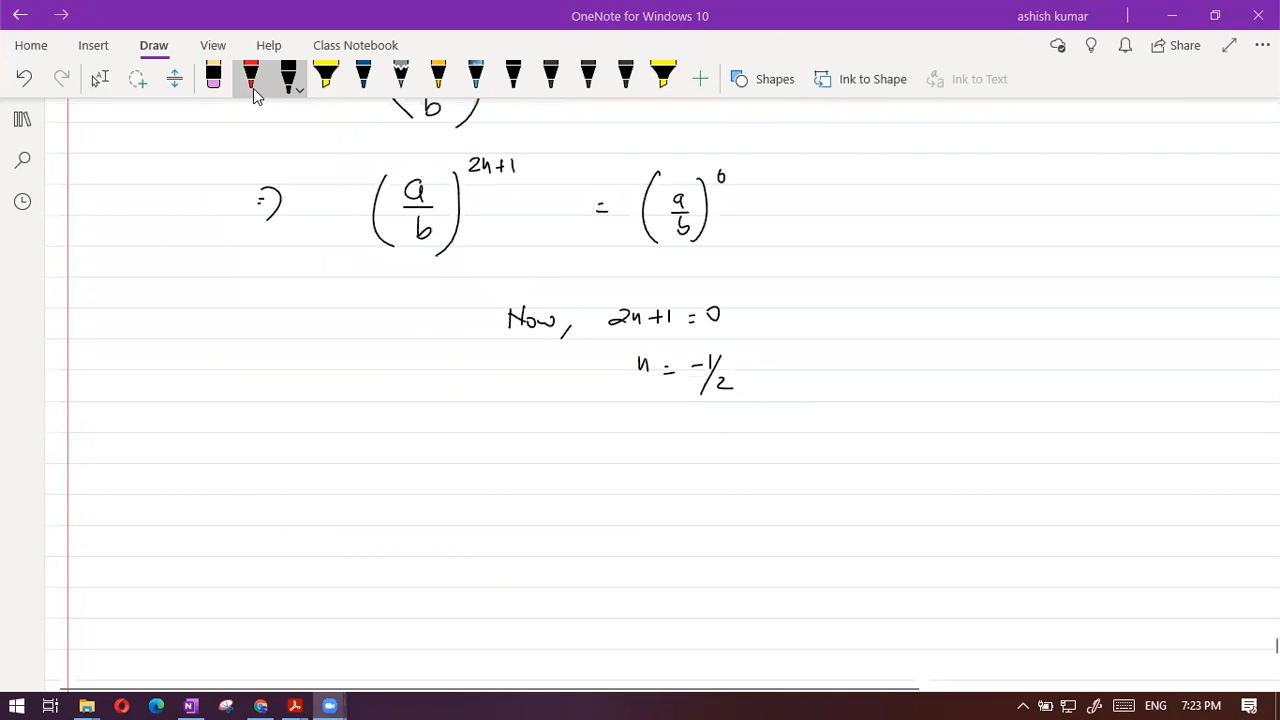 OneNote for Windows 10
ashish kumar
Home Insert Draw View Help Class Notebook
Share
Shapes Ink to Shape Ink to Text
( b )
⇒ (a/b)^2n+1 = (a/b)^0
Now, 2n+1 = 0
n = -1/2
ENG 7:23 PM